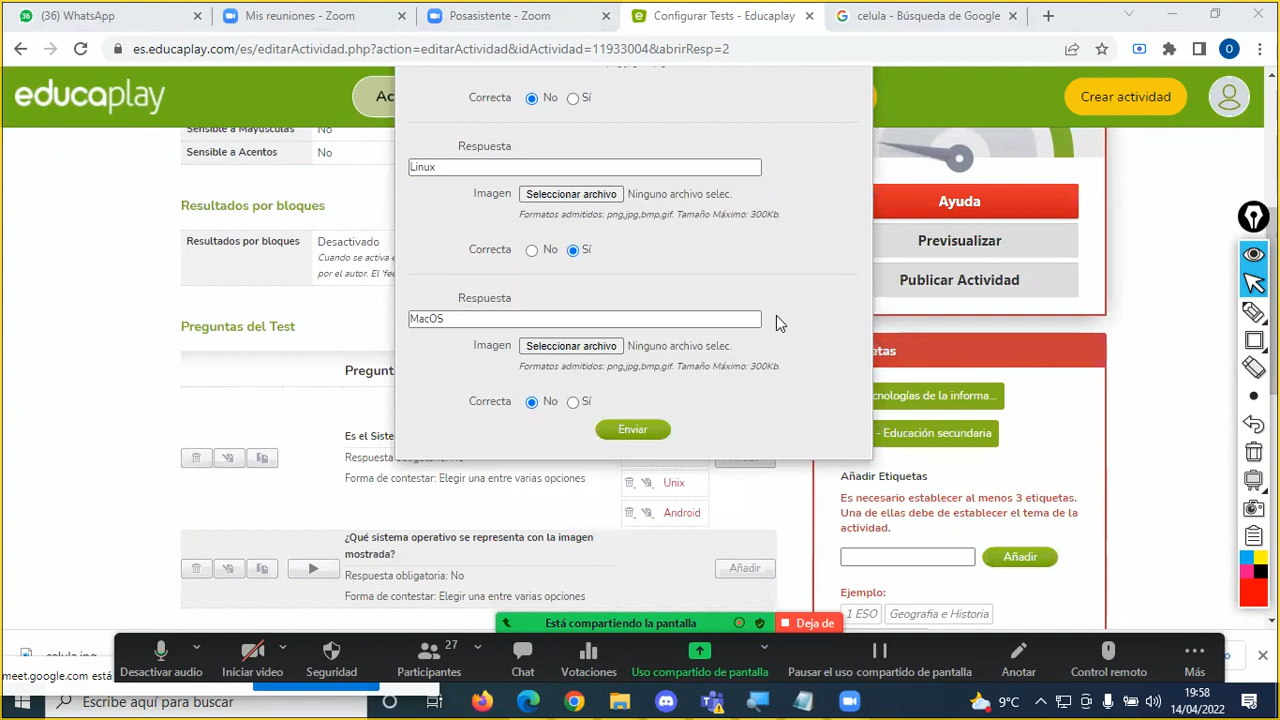 (36) WhatsApp
Mis reuniones - Zoom
Posasistente - Zoom
Configurar Tests - Educaplay
celula - Búsqueda de Google
es.educaplay.com/es/editarActividad.php?action=editarActividad&idActividad=11933004&abrirResp=2
O
educaplay
Ac
Crear actividad
Sensible a Mayúsculas No
Sensible a Acentos No
Resultados por bloques
Resultados por bloques Desactivado
Cuando se activa e
por el autor. El 'fee
Preguntas del Test
Pregunt
Correcta No Sí
Respuesta
Linux
Imagen Seleccionar archivo Ninguno archivo selec.
Formatos admitidos: png,jpg,bmp,gif. Tamaño Máximo: 300Kb.
Correcta No Sí
Respuesta
MacOS
Imagen Seleccionar archivo Ninguno archivo selec.
Formatos admitidos: png,jpg,bmp,gif. Tamaño Máximo: 300Kb.
Correcta No Sí
Enviar
Es el Siste
Respuesta
Forma de contestar: Elegir una entre varias opciones
Unix
Android
¿Qué sistema operativo se representa con la imagen
mostrada?
Respuesta obligatoria: No
Forma de contestar: Elegir una entre varias opciones
Añadir
Ayuda
Previsualizar
Publicar Actividad
etas
cnologías de la informa...
- Educación secundaria
Añadir Etiquetas
Es necesario establecer al menos 3 etiquetas.
Una de ellas debe de establecer el tema de la
actividad.
Añadir
Ejemplo:
1 ESO Geografia e Historia
Está compartiendo la pantalla
Deja de
27
Desactivar audio
Iniciar video
Seguridad
Participantes
Chat
Votaciones
Uso compartido de pantalla
Pausar el uso compartido de pantalla
Anotar
Control remoto
Más
celula.jpg
meet.google.com está
Escribe aquí para buscar
9°C
19:58
14/04/2022